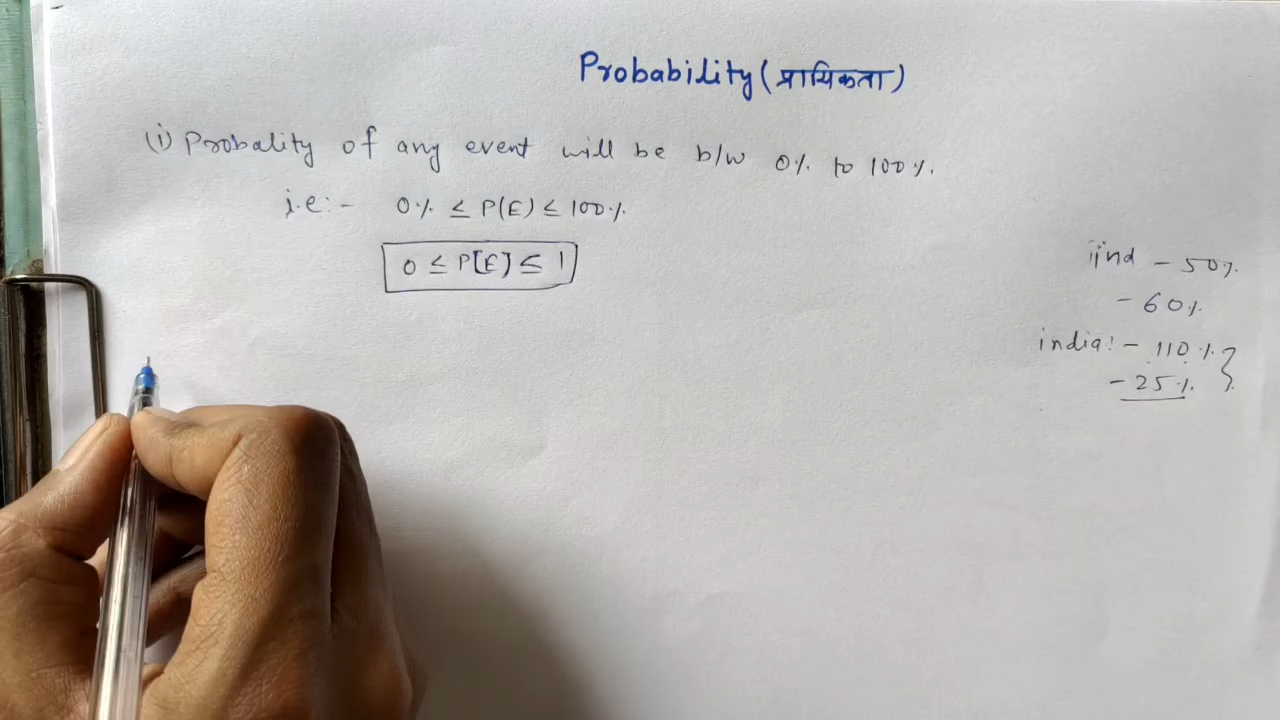 Probability (प्रायिकता)
(i) Probality of any event will be b/w 0% to 100%.
i.e:- 0% ≤ P(E) ≤ 100%
0 ≤ P[E] ≤ 1
iind - 50%
- 60%
india:- 110%
- 25%